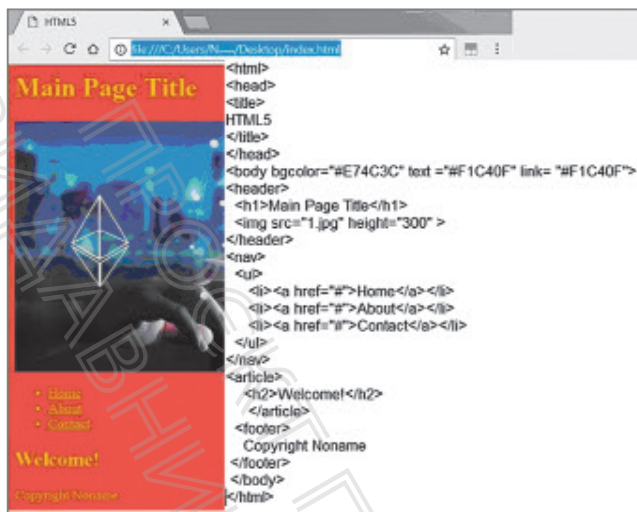 HTML5
file:///C:/Users/N----/Desktop/index.html
Main Page Title
Home
About
Contact
Welcome!
Copyright Noname
<html>
<head>
<title>
HTML5
</title>
</head>
<body bgcolor="#E74C3C" text ="#F1C40F" link= "#F1C40F">
<header>
<h1>Main Page Title</h1>
<img src="1.jpg" height="300" >
</header>
<nav>
<ul>
<li><a href="#">Home</a></li>
<li><a href="#">About</a></li>
<li><a href="#">Contact</a></li>
</ul>
</nav>
<article>
<h2>Welcome!</h2>
</article>
<footer>
Copyright Noname
</footer>
</body>
</html>